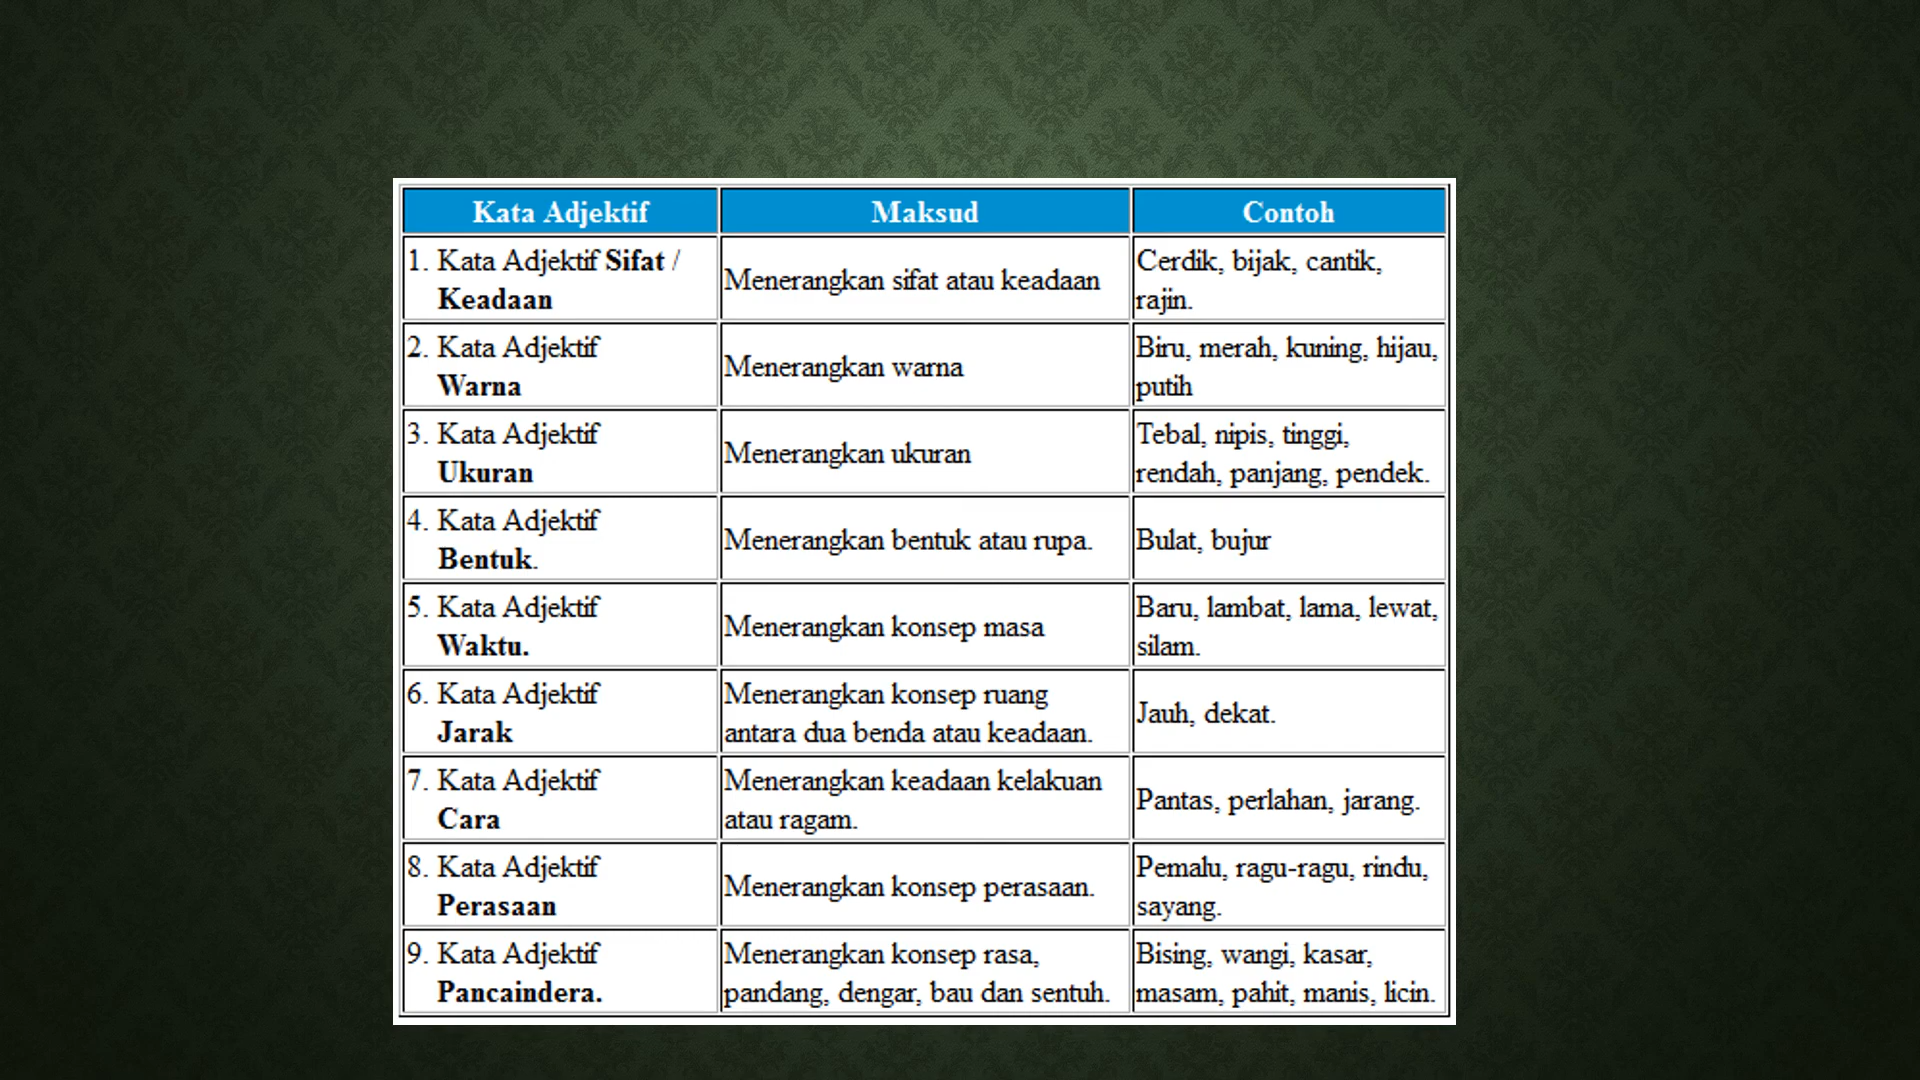 Kata Adjektif Maksud Contoh
1. Kata Adjektif Sifat /
Keadaan
Menerangkan sifat atau keadaan
Cerdik, bijak, cantik,
rajin.
2. Kata Adjektif
Warna
Menerangkan warna
Biru, merah, kuning, hijau,
putih
3. Kata Adjektif
Ukuran
Menerangkan ukuran
Tebal, nipis, tinggi,
rendah, panjang, pendek.
4. Kata Adjektif
Bentuk.
Menerangkan bentuk atau rupa.
Bulat, bujur
5. Kata Adjektif
Waktu.
Menerangkan konsep masa
Baru, lambat, lama, lewat,
silam.
6. Kata Adjektif
Jarak
Menerangkan konsep ruang
antara dua benda atau keadaan.
Jauh, dekat.
7. Kata Adjektif
Cara
Menerangkan keadaan kelakuan
atau ragam.
Pantas, perlahan, jarang.
8. Kata Adjektif
Perasaan
Menerangkan konsep perasaan.
Pemalu, ragu-ragu, rindu,
sayang.
9. Kata Adjektif
Pancaindera.
Menerangkan konsep rasa,
pandang, dengar, bau dan sentuh.
Bising, wangi, kasar,
masam, pahit, manis, licin.